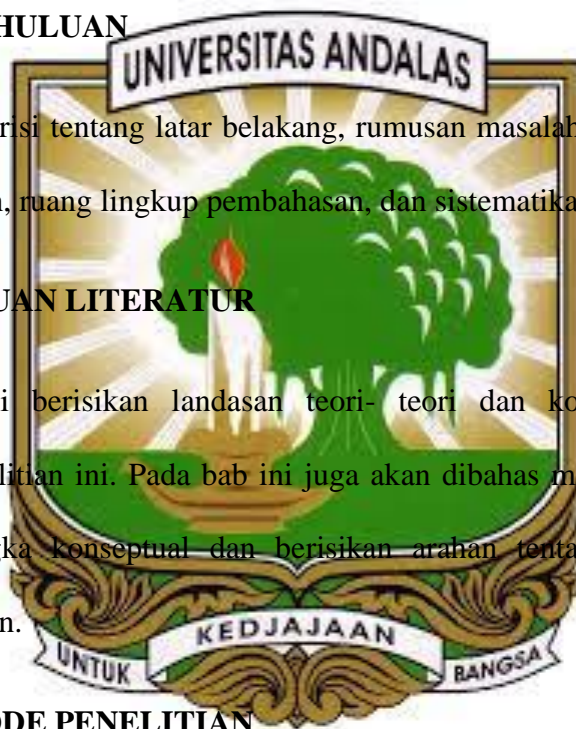 HULUAN
UNIVERSITAS ANDALAS
risi tentang latar belakang, rumusan masalah
, ruang lingkup pembahasan, dan sistematika
UAN LITERATUR
i berisikan landasan teori- teori dan ko
litian ini. Pada bab ini juga akan dibahas m
gka konseptual dan berisikan arahan tenta
n.
KEDJAJAAN
UNTUK
BANGSA
ODE PENELITIAN